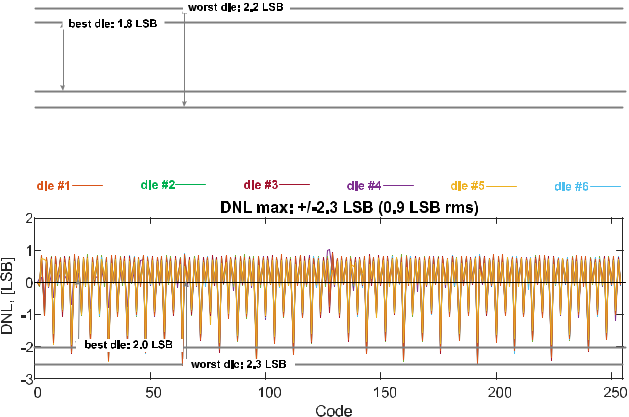 worst die: 2,2 LSB
best die: 1,8 LSB
die #1 die #2 die #3 die #4 die #5 die #6
DNL max: +/-2,3 LSB (0,9 LSB rms)
2
1
0
-1
-2
-3
DNL, [LSB]
best die: 2,0 LSB
worst die: 2,3 LSB
50 100 150 200 250
Code